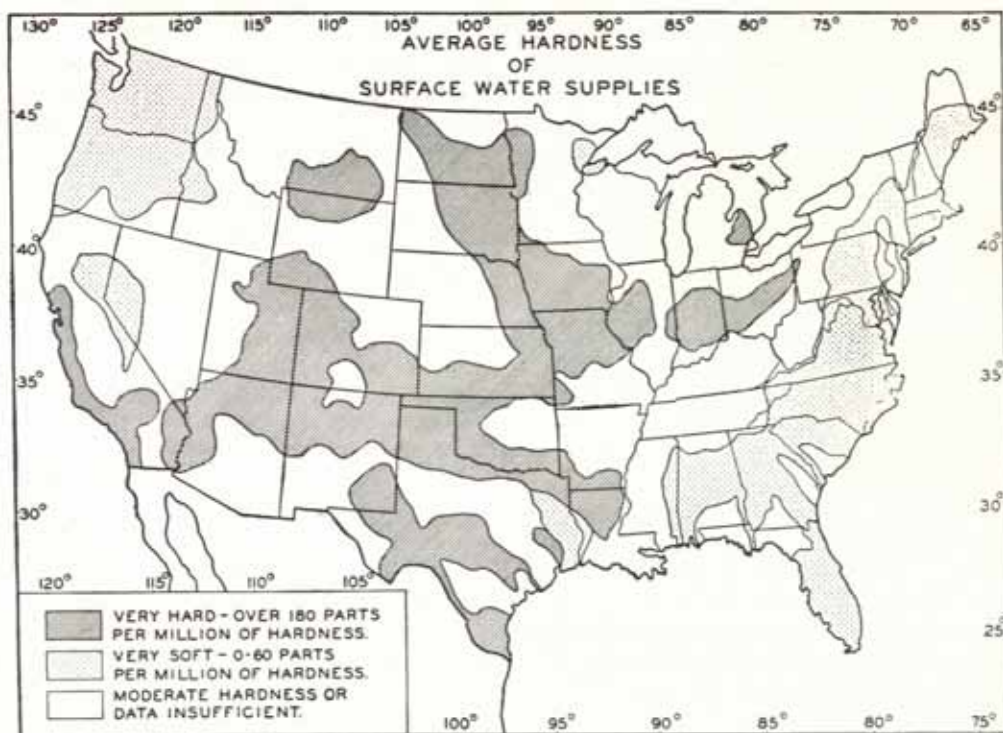 130° 125° 120° 115° 110° 105° 100° 95° 90° 85° 80° 75° 70° 65°
AVERAGE HARDNESS
OF
SURFACE WATER SUPPLIES
45° 45°
40° 40°
35° 35°
30° 30°
120° 115° 110° 105°
25°
VERY HARD - OVER 180 PARTS
PER MILLION OF HARDNESS.
VERY SOFT - 0-60 PARTS
PER MILLION OF HARDNESS.
MODERATE HARDNESS OR
DATA INSUFFICIENT.
100° 95° 90° 85° 80° 75°